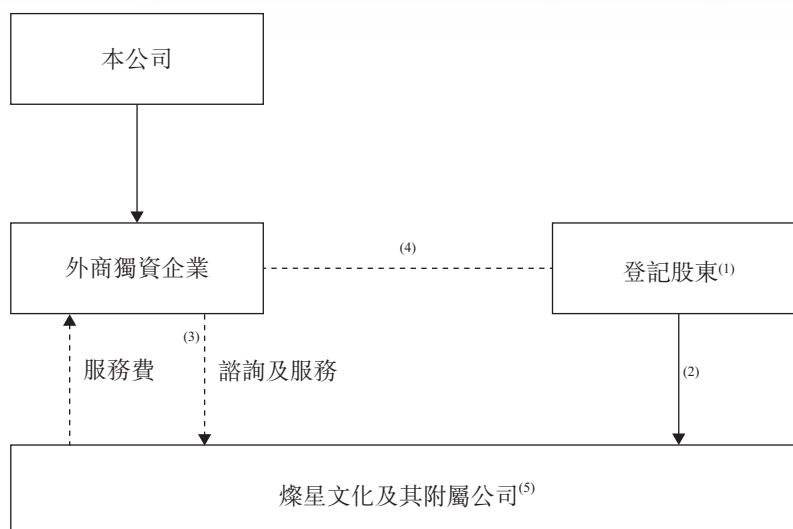 本公司
外商獨資企業
(4)
登記股東(1)
(3)
服務費
諮詢及服務
(2)
燦星文化及其附屬公司(5)